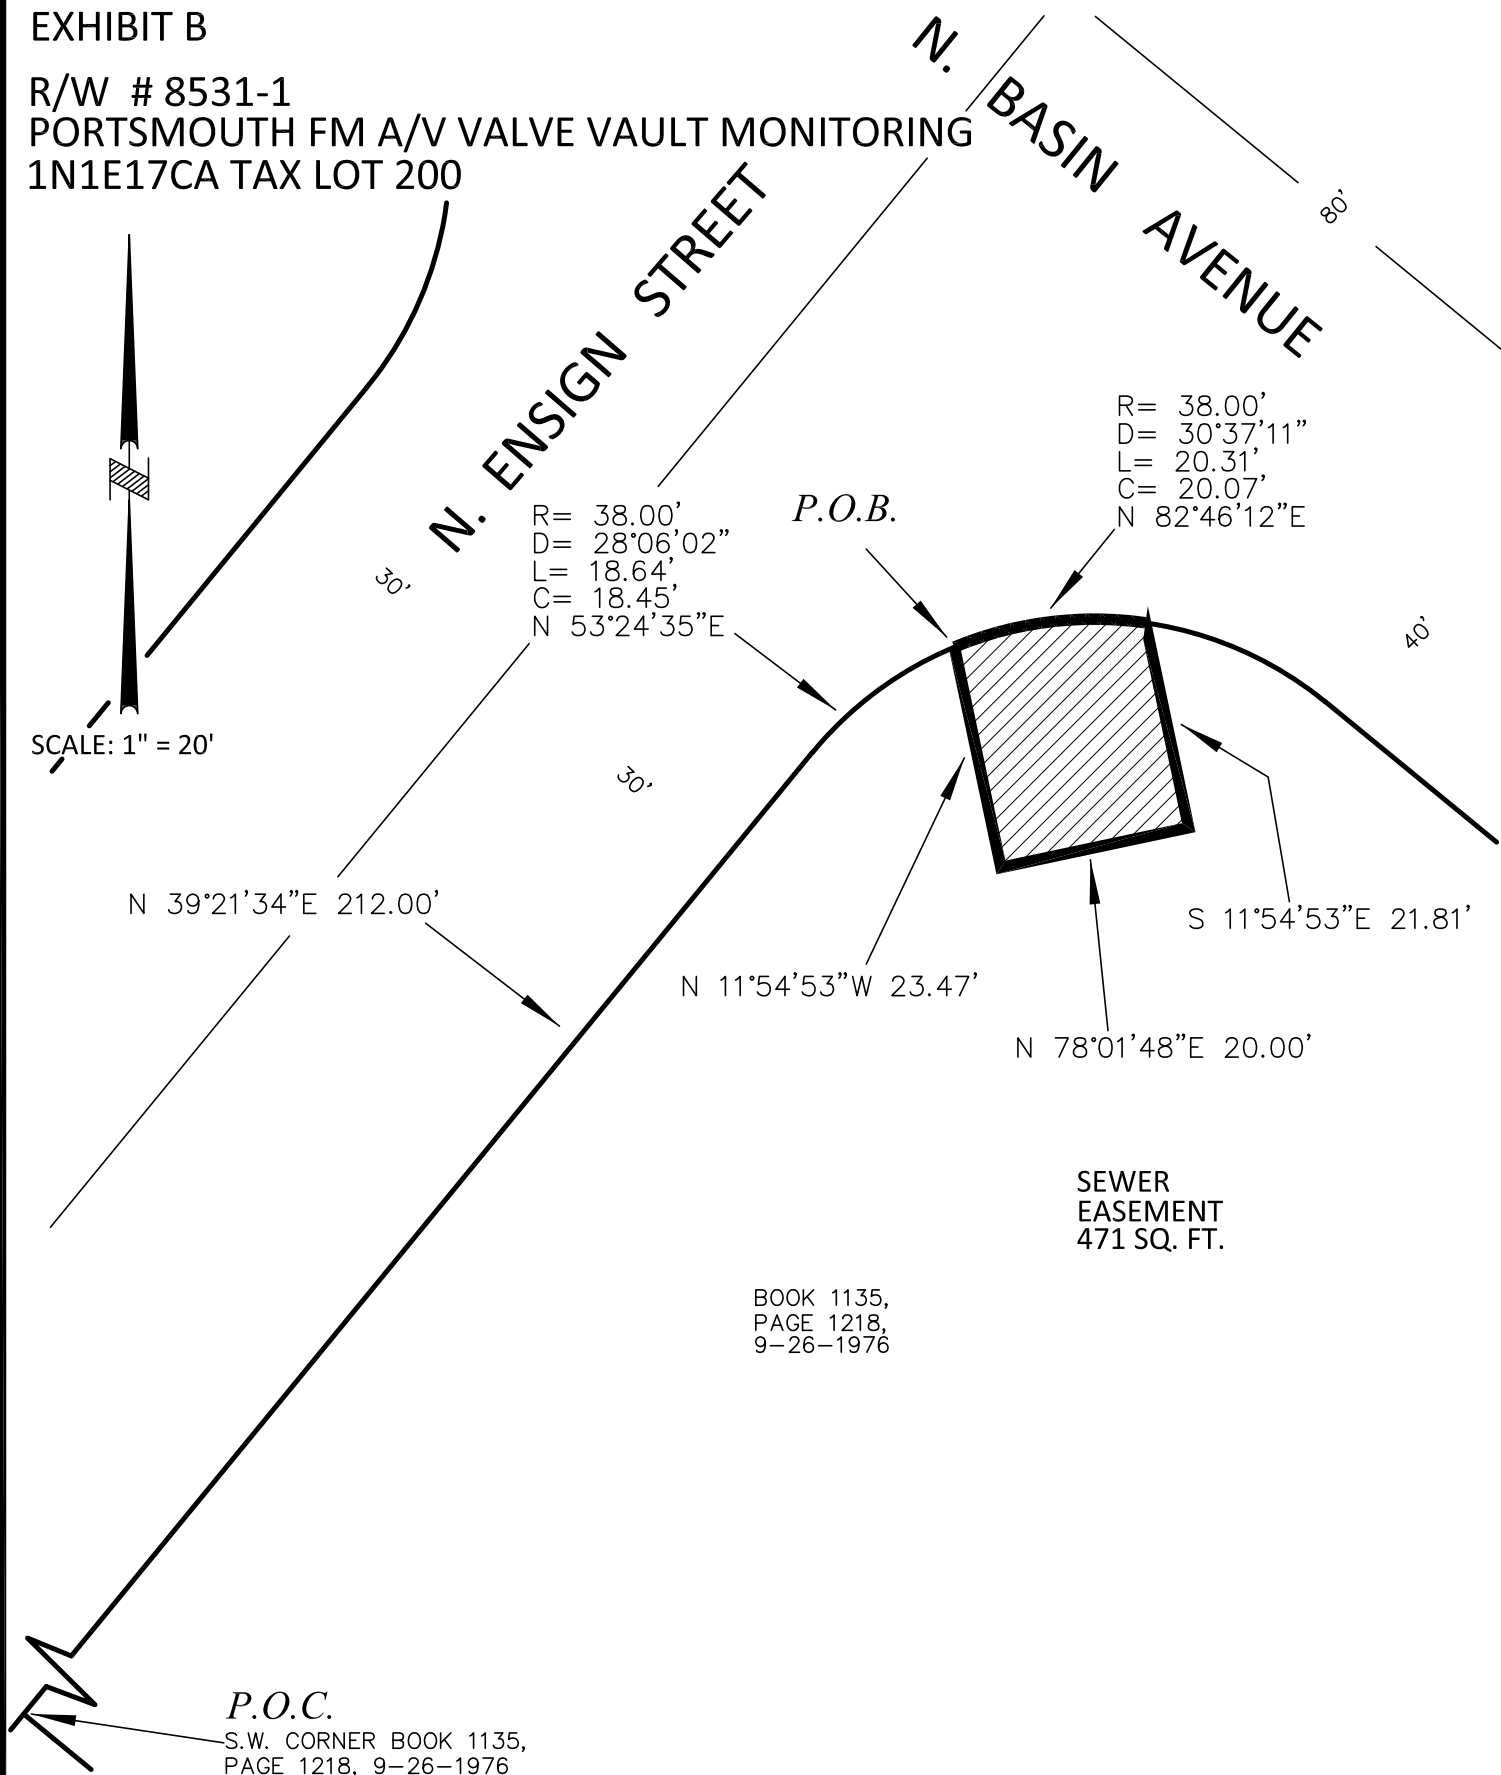 EXHIBIT B
R/W # 8531-1
PORTSMOUTH FM A/V VALVE VAULT MONITORING
1N1E17CA TAX LOT 200
N. BASIN AVENUE
80'
N. ENSIGN STREET
R= 38.00'
D= 30°37'11"
L= 20.31'
C= 20.07'
N 82°46'12"E
P.O.B.
R= 38.00'
D= 28°06'02"
L= 18.64'
C= 18.45'
N 53°24'35"E
30'
40'
SCALE: 1" = 20'
30'
N 39°21'34"E 212.00'
S 11°54'53"E 21.81'
N 11°54'53"W 23.47'
N 78°01'48"E 20.00'
SEWER
EASEMENT
471 SQ. FT.
BOOK 1135,
PAGE 1218,
9-26-1976
P.O.C.
S.W. CORNER BOOK 1135,
PAGE 1218, 9-26-1976